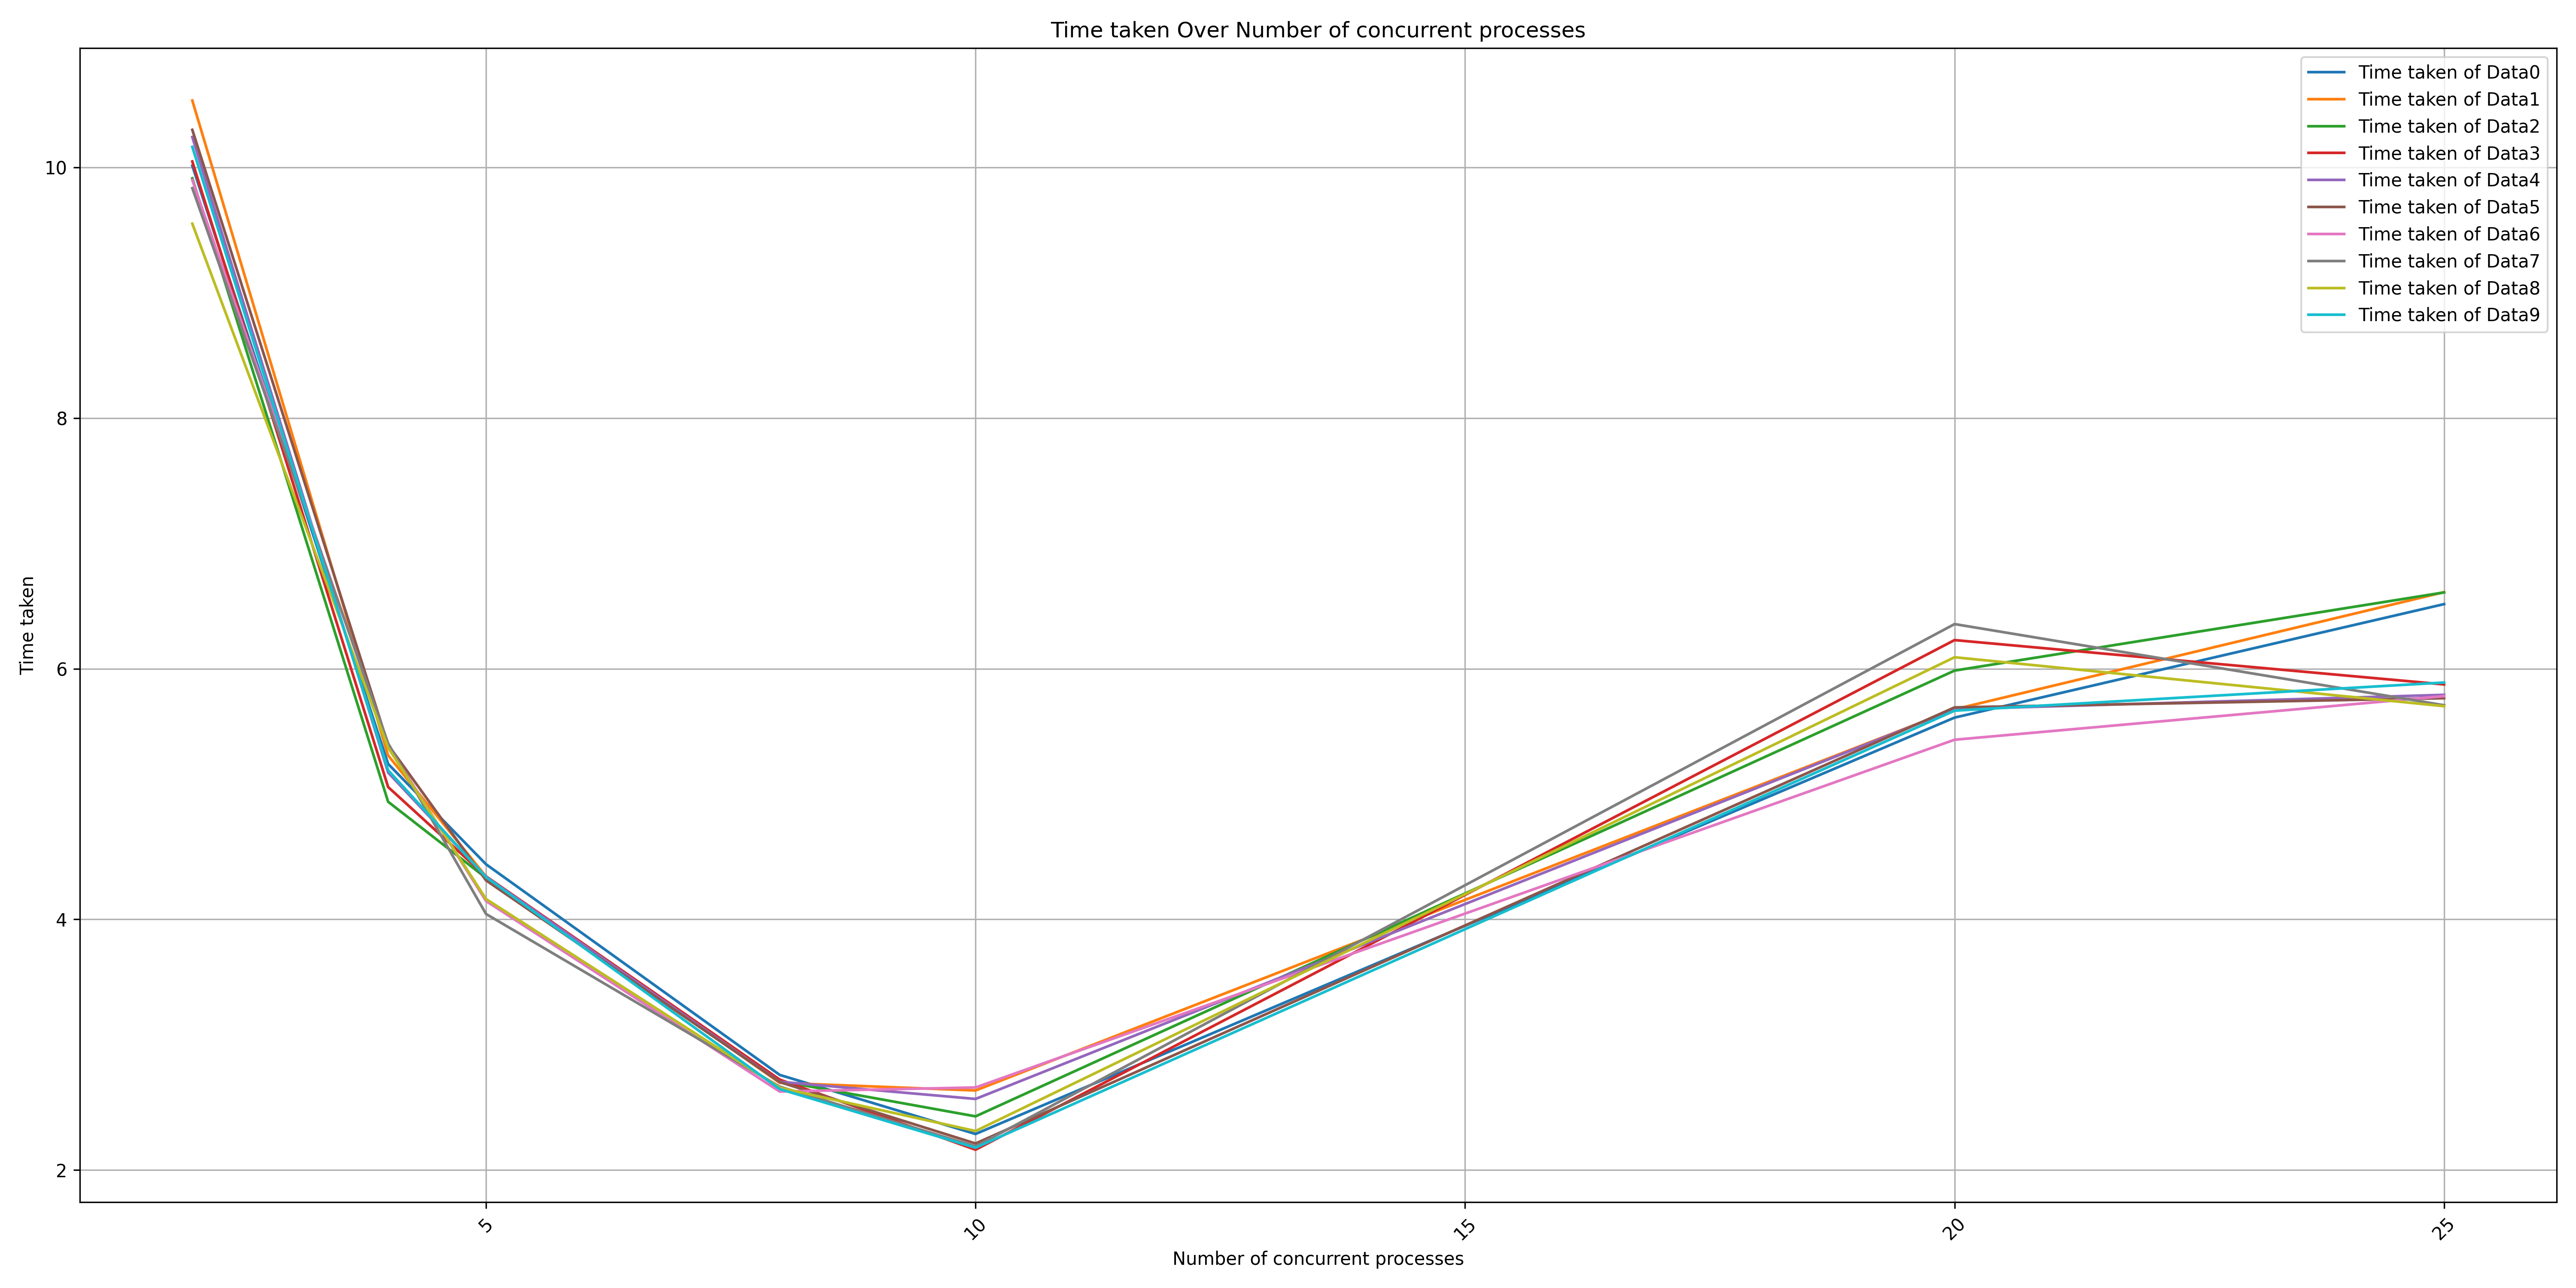 Time taken Over Number of concurrent processes
Time taken of Data0
Time taken of Data1
Time taken of Data2
Time taken of Data3
Time taken of Data4
Time taken of Data5
Time taken of Data6
Time taken of Data7
Time taken of Data8
Time taken of Data9
10
8
6
4
2
Time taken
5
10
15
20
25
Number of concurrent processes